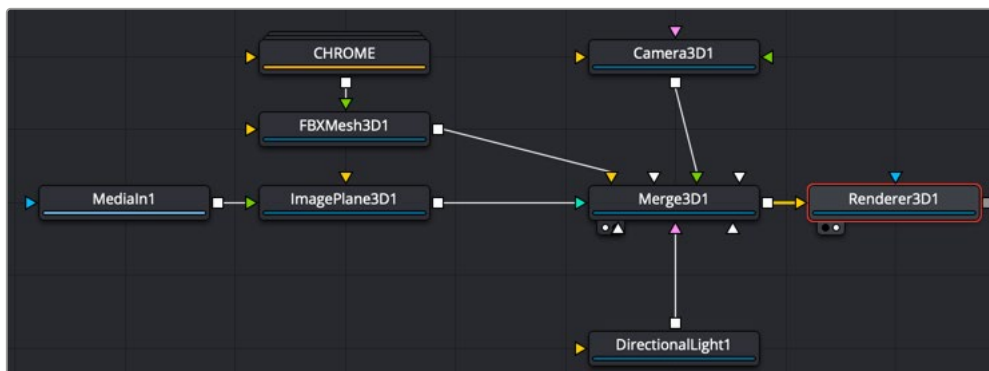 CHROME
Camera3D1
FBXMesh3D1
MediaIn1
ImagePlane3D1
Merge3D1
Renderer3D1
DirectionalLight1